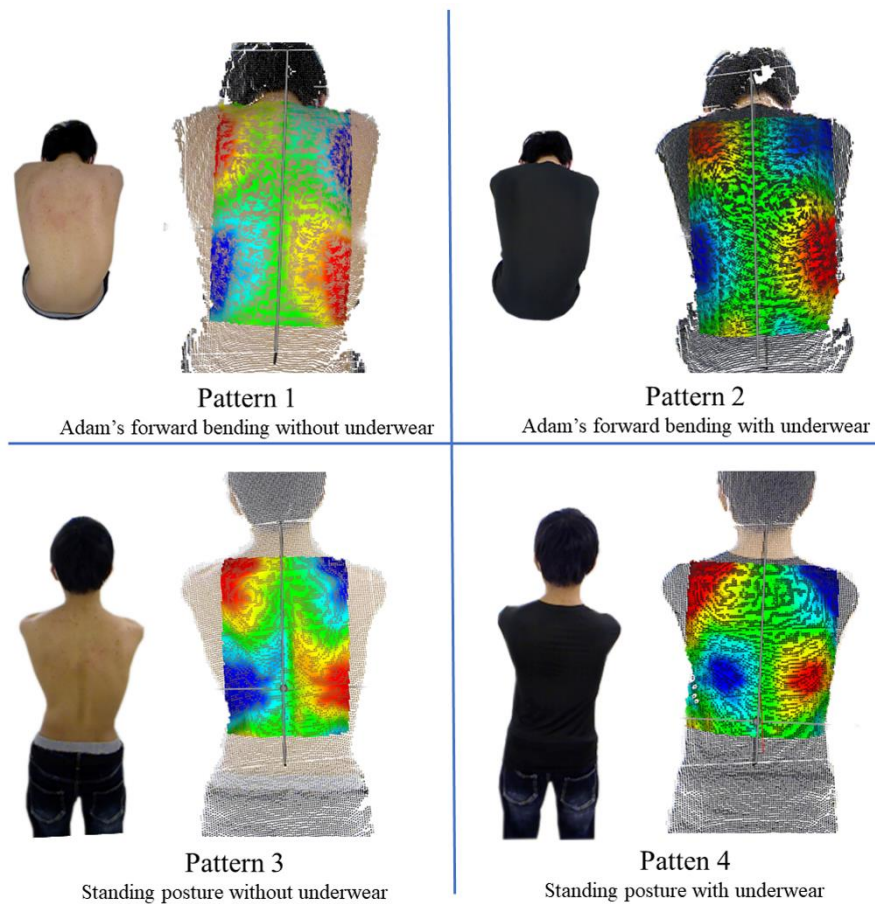 Pattern 1
Adam's forward bending without underwear
Pattern 2
Adam's forward bending with underwear
Pattern 3
Standing posture without underwear
Patten 4
Standing posture with underwear